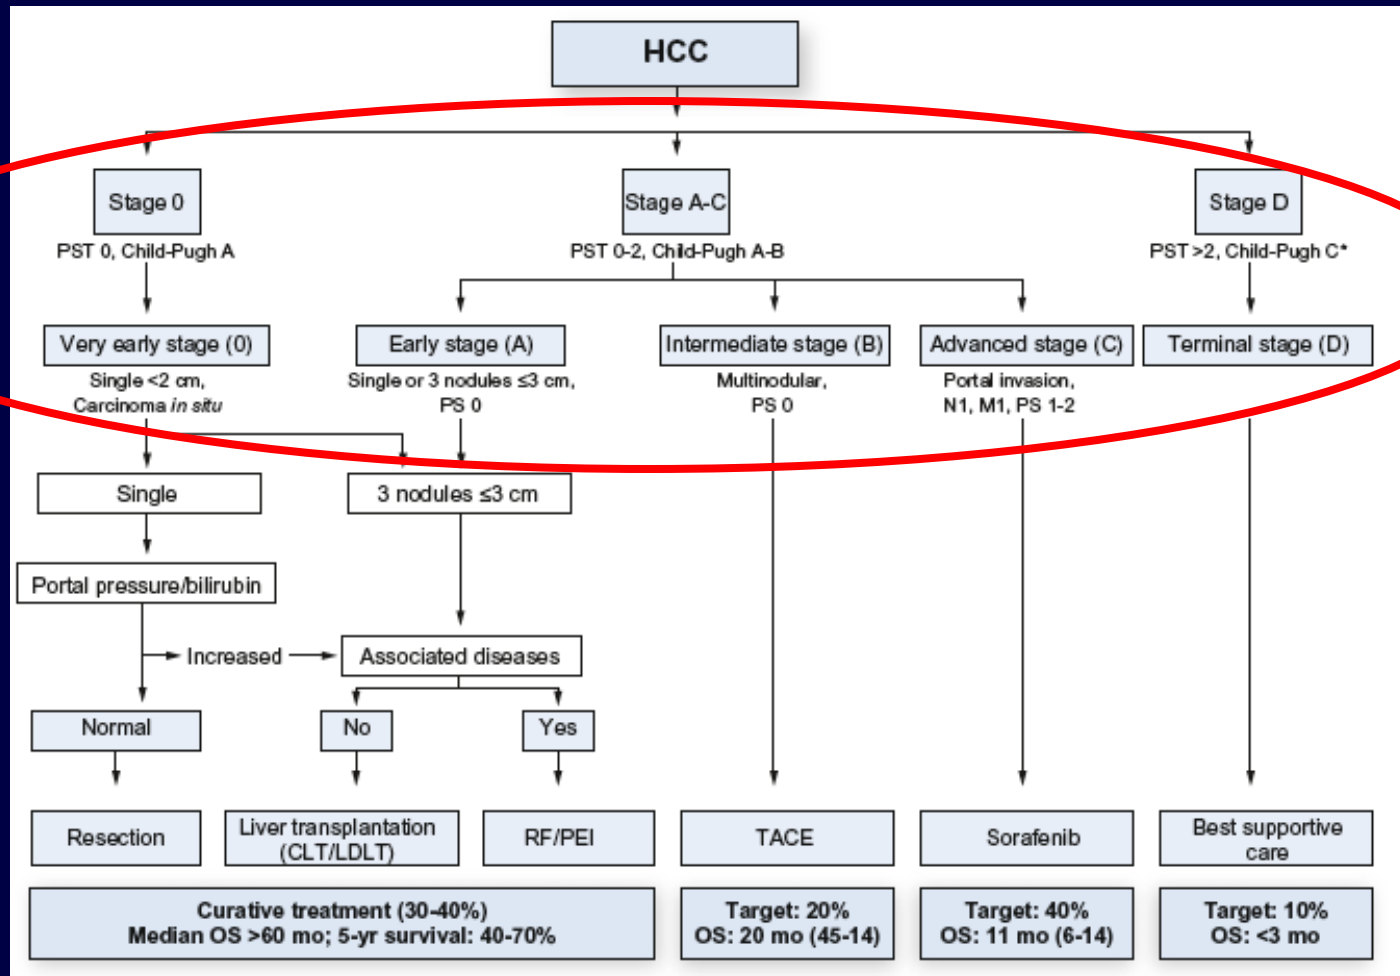 HCC
Stage 0
Stage A-C
Stage D
PST 0, Child-Pugh A
PST 0-2, Child-Pugh A-B
PST >2, Child-Pugh C*
Very early stage (0)
Early stage (A)
Intermediate stage (B)
Advanced stage (C)
Terminal stage (D)
Single <2 cm,
Carcinoma in situ
Single or 3 nodules ≤3 cm,
PS 0
Multinodular,
PS 0
Portal invasion,
N1, M1, PS 1-2
Single
3 nodules ≤3 cm
Portal pressure/bilirubin
Increased
Associated diseases
Normal
No
Yes
Resection
Liver transplantation
(CLT/LDLT)
RF/PEI
TACE
Sorafenib
Best supportive
care
Curative treatment (30-40%)
Median OS >60 mo; 5-yr survival: 40-70%
Target: 20%
OS: 20 mo (45-14)
Target: 40%
OS: 11 mo (6-14)
Target: 10%
OS: <3 mo